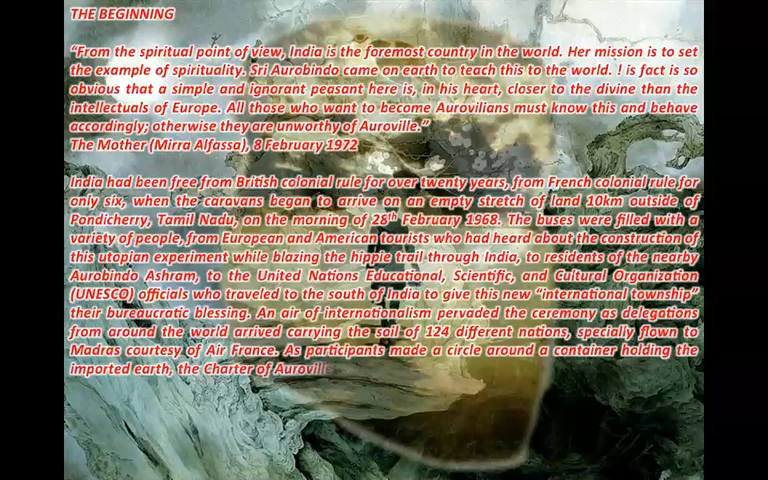 THE BEGINNING
“From the spiritual point of view, India is the foremost country in the world. Her mission is to set
the example of spirituality. Sri Aurobindo came on earth to teach this to the world. ! is fact is so
obvious that a simple and ignorant peasant here is, in his heart, closer to the divine than the
intellectuals of Europe. All those who want to become Aurovilians must know this and behave
accordingly; otherwise they are unworthy of Auroville.”
The Mother (Mirra Alfassa), 8 February 1972
India had been free from British colonial rule for over twenty years, from French colonial rule for
only six, when the caravans began to arrive on an empty stretch of land 10km outside of
Pondicherry, Tamil Nadu, on the morning of 28th February 1968. The buses were filled with a
variety of people, from European and American tourists who had heard about the construction of
this utopian experiment while blazing the hippie trail through India, to residents of the nearby
Aurobindo Ashram, to the United Nations Educational, Scientific, and Cultural Organization
(UNESCO) officials who traveled to the south of India to give this new “international township”
their bureaucratic blessing. An air of internationalism pervaded the ceremony as delegations
from around the world arrived carrying the soil of 124 different nations, specially flown to
Madras courtesy of Air France. As participants made a circle around a container holding the
imported earth, the Charter of Auroville